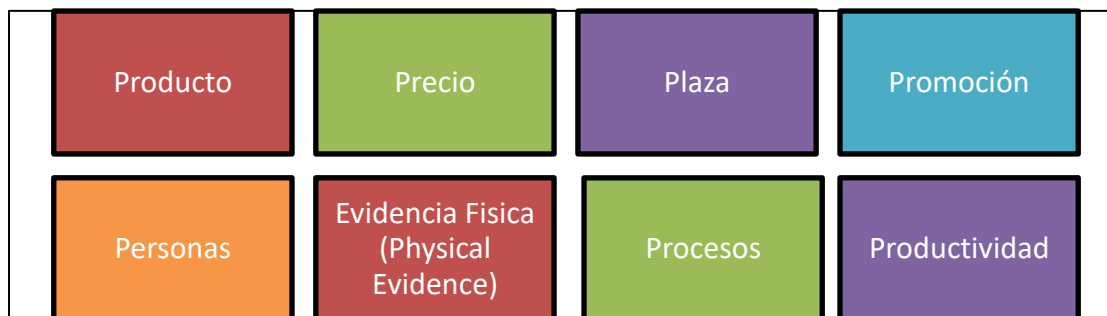 Producto
Precio
Plaza
Promoción
Personas
Evidencia Fisica
(Physical
Evidence)
Procesos
Productividad